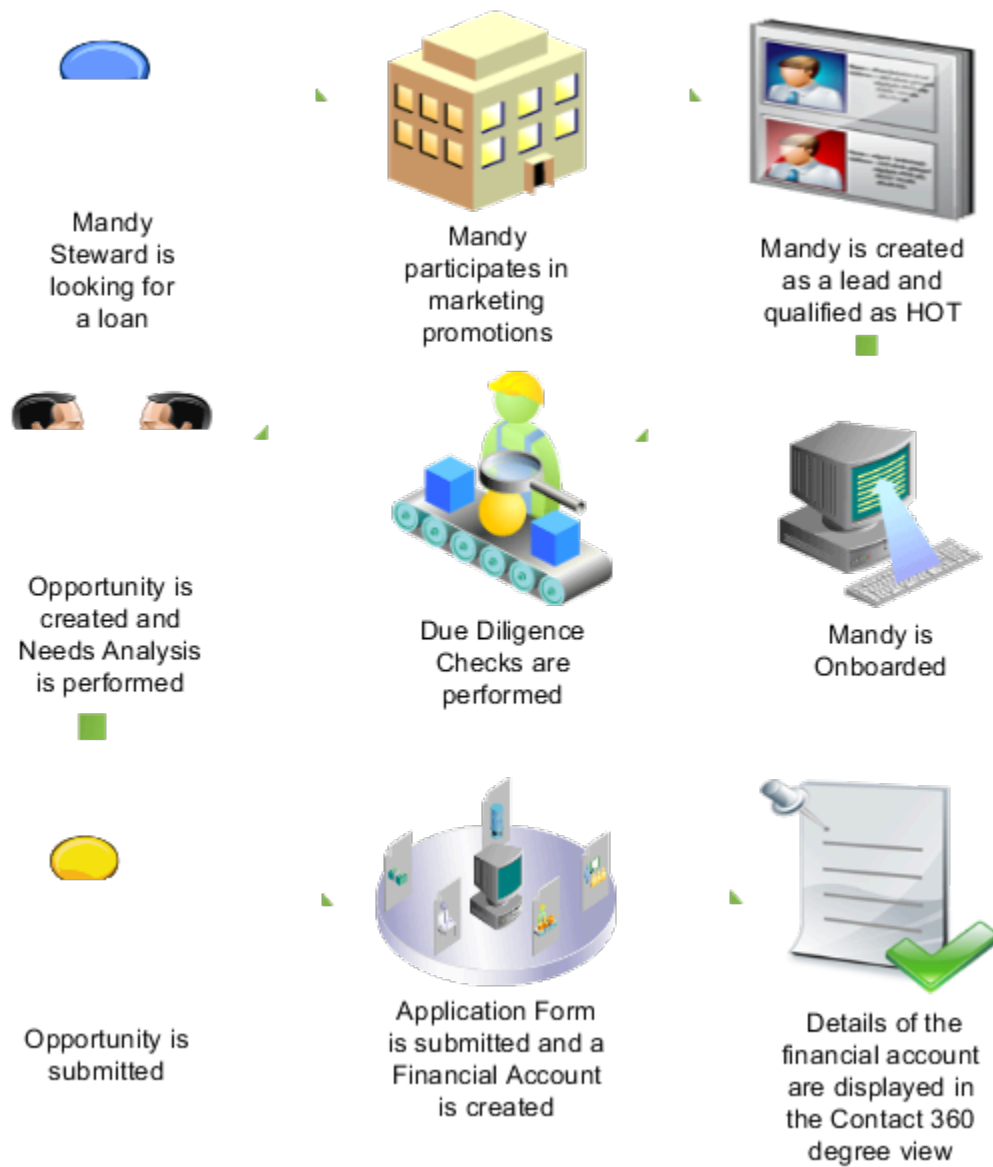 Mandy
Steward is
looking for
a loan
Mandy
participates in
marketing
promotions
Mandy is created
as a lead and
qualified as HOT
Opportunity is
created and
Needs Analysis
is performed
Due Diligence
Checks are
performed
Mandy is
Onboarded
Opportunity is
submitted
Application Form
is submitted and a
Financial Account
is created
Details of the
financial account
are displayed in
the Contact 360
degree view